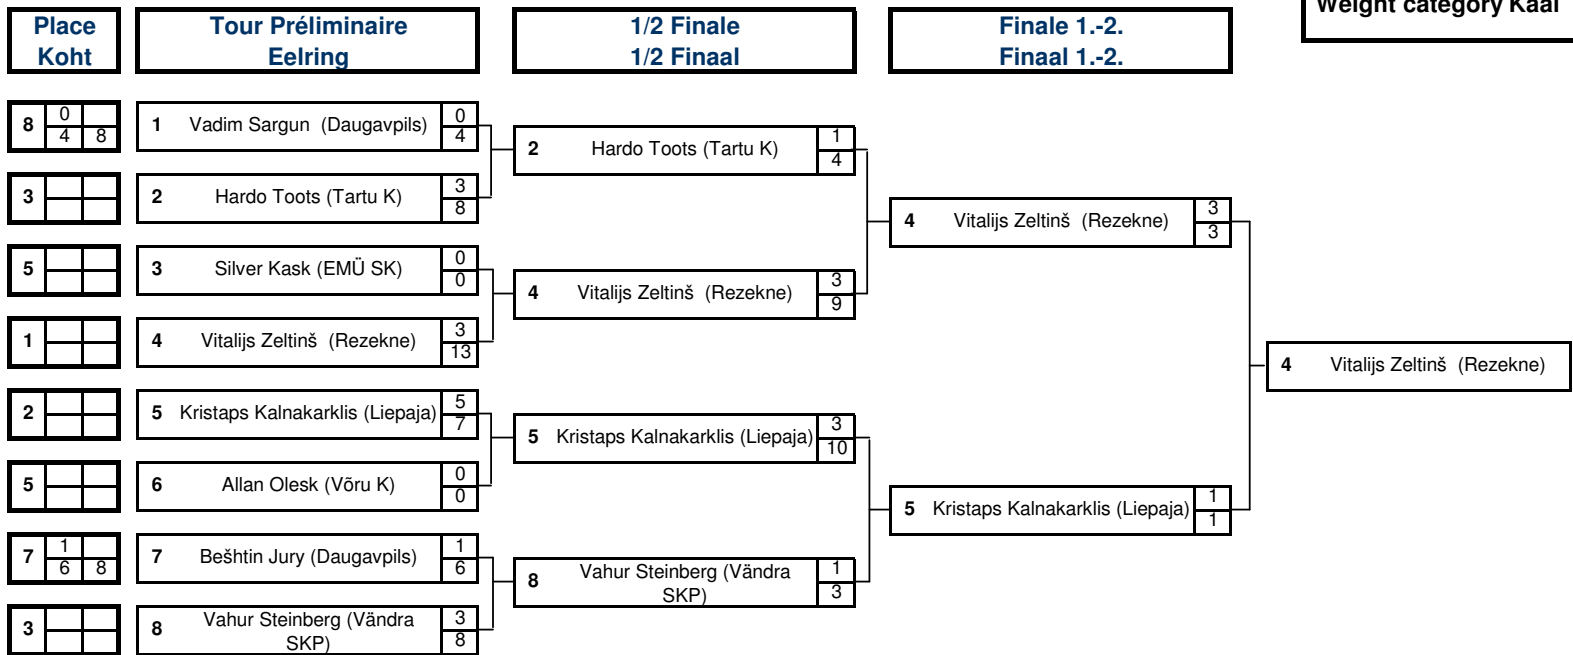 Weight category Kaal
Place
Koht
Tour Préliminaire
Eelring
1/2 Finale
1/2 Finaal
Finale 1.-2.
Finaal 1.-2.
8 0 4 8
1 Vadim Sargun (Daugavpils) 0 4
2 Hardo Toots (Tartu K) 1 4
3
2 Hardo Toots (Tartu K) 3 8
4 Vitalijs Zeltinš (Rezekne) 3 3
5
3 Silver Kask (EMÜ SK) 0 0
4 Vitalijs Zeltinš (Rezekne) 3 9
1
4 Vitalijs Zeltinš (Rezekne) 3 13
4 Vitalijs Zeltinš (Rezekne)
2
5 Kristaps Kalnakarklis (Liepaja) 5 7
5 Kristaps Kalnakarklis (Liepaja) 3 10
5
6 Allan Olesk (Võru K) 0 0
5 Kristaps Kalnakarklis (Liepaja) 1 1
7 1 6 8
7 Bešhtin Jury (Daugavpils) 1 6
8 Vahur Steinberg (Vändra
SKP) 1 3
3
8 Vahur Steinberg (Vändra
SKP) 3 8